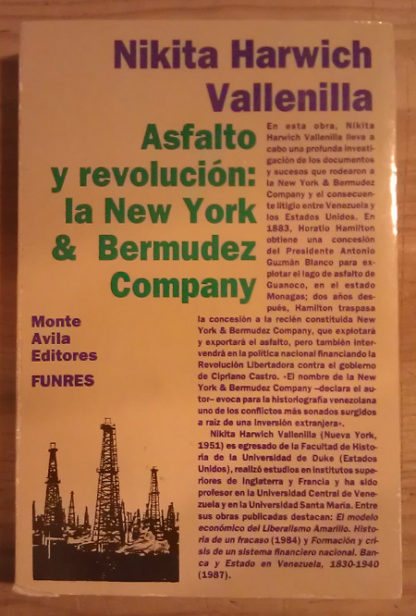 Nikita Harwich
Vallenilla
Asfalto
y revolución:
la New York
& Bermudez
Company
En esta obra, Nikita
Harwich Vallenilla lleva a
cabo una profunda investi-
gación de los documentos
y sucesos que rodearon a
la New York & Bermudez
Company y el consecuen-
te litigio entre Venezuela y
los Estados Unidos. En
1883, Horatio Hamilton
obtiene una concesión
del Presidente Antonio
Guzmán Blanco para ex-
plotar el lago de asfalto de
Guanoco, en el estado
Monagas; dos años des-
pués, Hamilton traspasa
la concesión a la recién constituida New
York & Bermudez Company, que explotará
y exportará el asfalto, pero también inter-
vendrá en la política nacional financiando la
Revolución Libertadora contra el gobierno
de Cipriano Castro. «El nombre de la New
York & Bermudez Company –declara el au-
tor– evoca para la historiografía venezolana
uno de los conflictos más sonados surgidos
a raíz de una inversión extranjera».
Nikita Harwich Vallenilla (Nueva York,
1951) es egresado de la Facultad de Histo-
ria de la Universidad de Duke (Estados
Unidos), realizó estudios en institutos supe-
riores de Inglaterra y Francia y ha sido
profesor en la Universidad Central de Vene-
zuela y en la Universidad Santa María. Entre
sus obras publicadas destacan: El modelo
económico del Liberalismo Amarillo. Histo-
ria de un fracaso (1984) y Formación y cri-
sis de un sistema financiero nacional. Ban-
ca y Estado en Venezuela, 1830-1940
(1987).
Monte
Avila
Editores
FUNRES